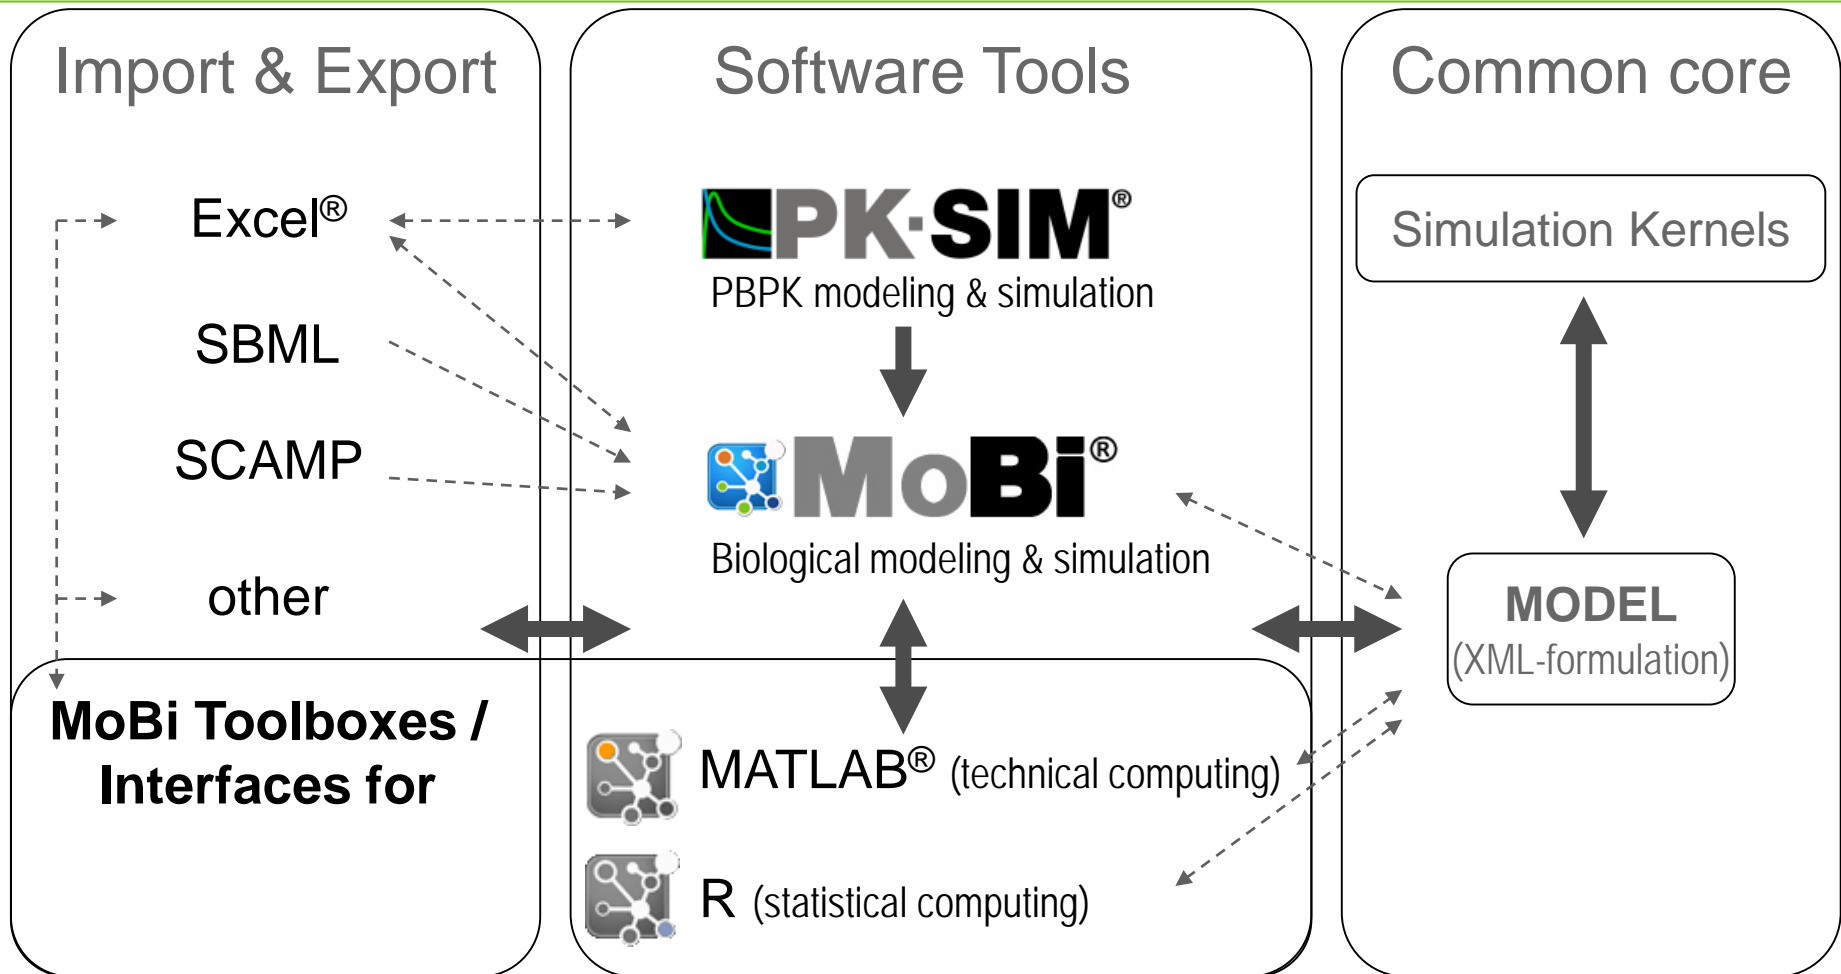 Import & Export
Excel®
SBML
SCAMP
other
MoBi Toolboxes /
Interfaces for
Software Tools
PK·SIM®
PBPK modeling & simulation
MoBi®
Biological modeling & simulation
MATLAB® (technical computing)
R (statistical computing)
Common core
Simulation Kernels
MODEL
(XML-formulation)